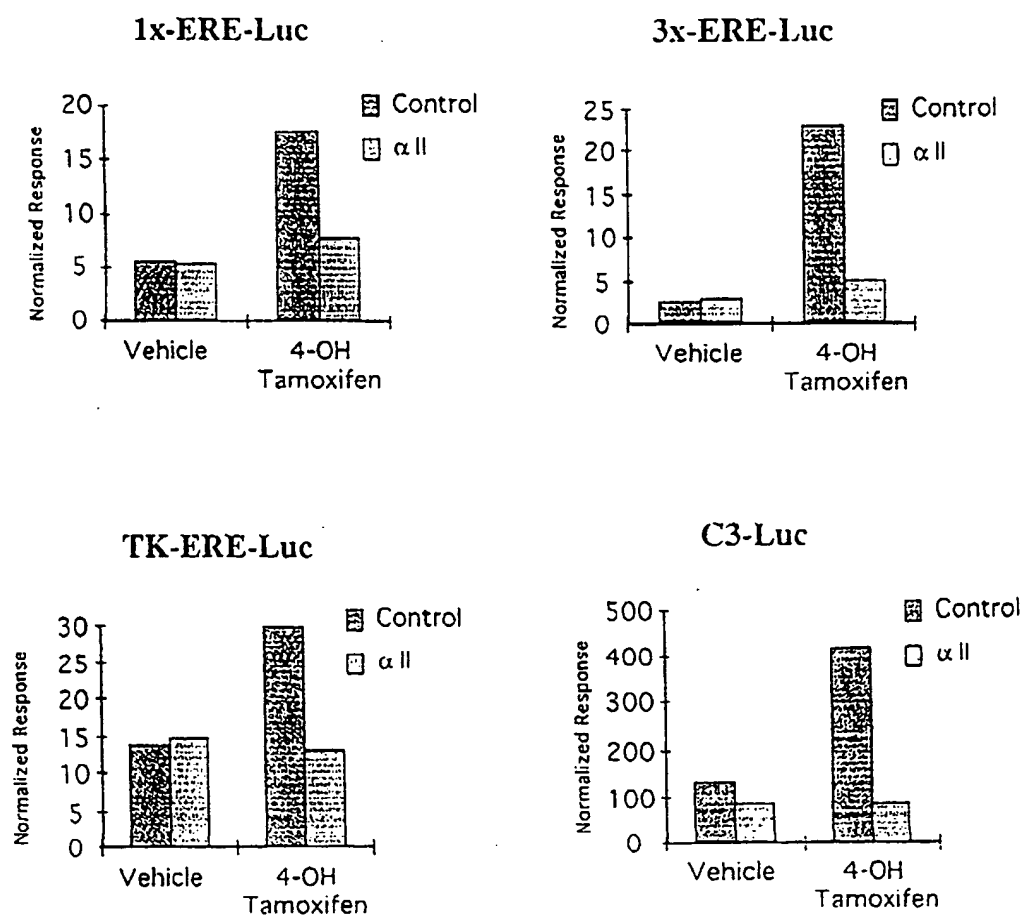 1x-ERE-Luc
Normalized Response
20
15
10
5
0
Control
α II
Vehicle
4-OH
Tamoxifen
3x-ERE-Luc
Normalized Response
25
20
15
10
5
0
Control
α II
Vehicle
4-OH
Tamoxifen
TK-ERE-Luc
Normalized Response
30
25
20
15
10
5
0
Control
α II
Vehicle
4-OH
Tamoxifen
C3-Luc
Normalized Response
500
400
300
200
100
0
Control
α II
Vehicle
4-OH
Tamoxifen